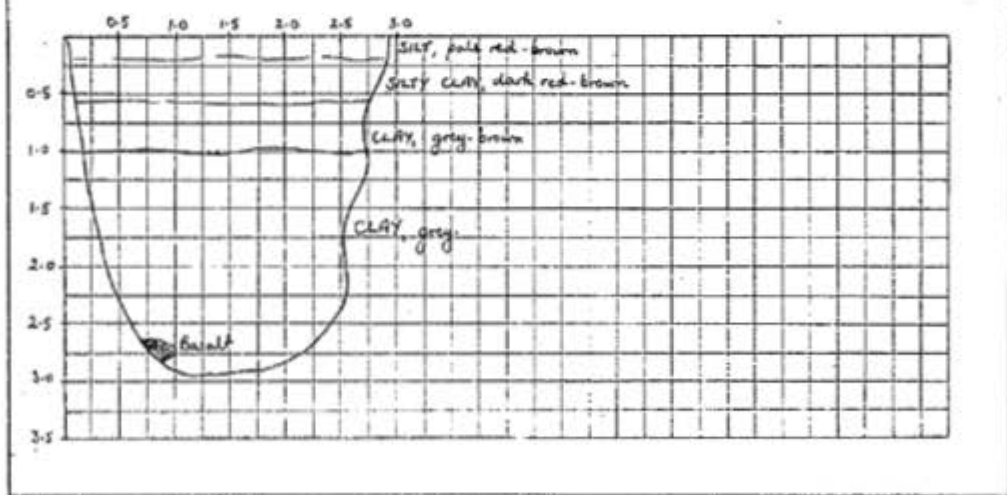 0.5 1.0 1.5 2.0 2.5 3.0
SILT, pale red-brown
SILTY CLAY, dark red-brown
0.5
CLAY, grey-brown
1.0
1.5
CLAY, grey.
2.0
2.5
Basalt
3.0
3.5